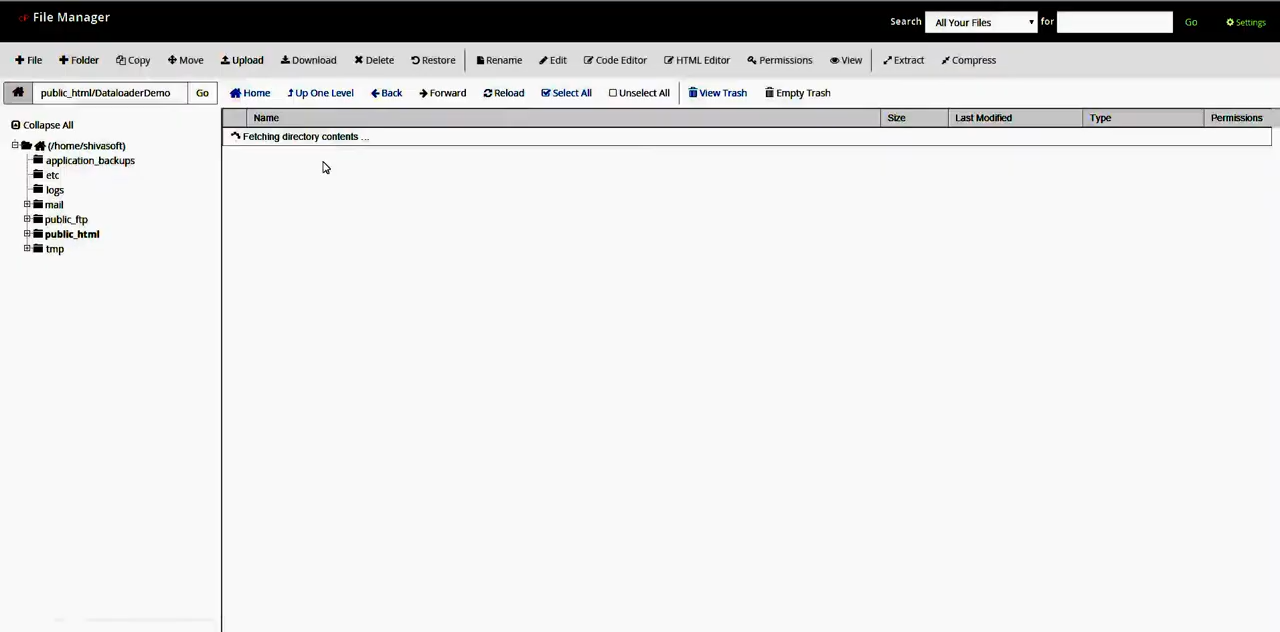 cP File Manager
Search All Your Files for Go Settings
File Folder Copy Move Upload Download Delete Restore Rename Edit Code Editor HTML Editor Permissions View Extract Compress
public_html/DataloaderDemo Go Home Up One Level Back Forward Reload Select All Unselect All View Trash Empty Trash
Collapse All
Name Size Last Modified Type Permissions
Fetching directory contents ...
(/home/shivasoft)
application_backups
etc
logs
mail
public_ftp
public_html
tmp